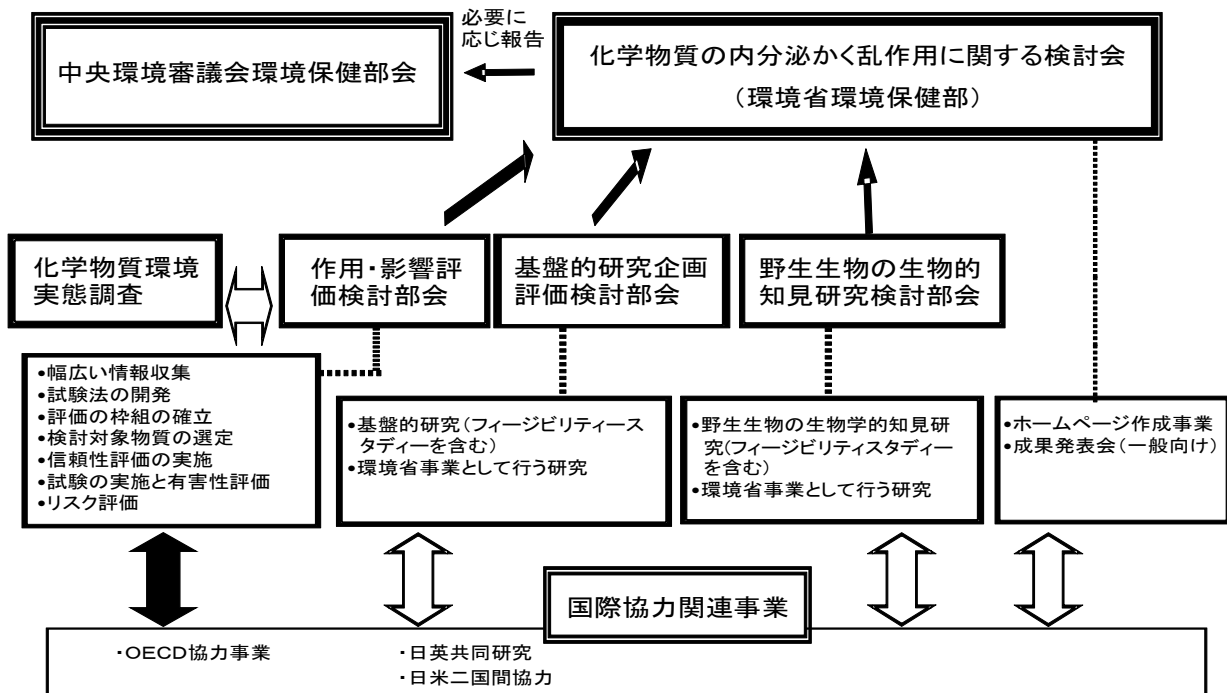 中央環境審議会環境保健部会
必要に
応じ報告
化学物質の内分泌かく乱作用に関する検討会
（環境省環境保健部）
化学物質環境
実態調査
作用・影響評
価検討部会
基盤的研究企画
評価検討部会
野生生物の生物的
知見研究検討部会
•幅広い情報収集
•試験法の開発
•評価の枠組の確立
•検討対象物質の選定
•信頼性評価の実施
•試験の実施と有害性評価
•リスク評価
•基盤的研究（フィージビリティース
タディーを含む）
•環境省事業として行う研究
•野生生物の生物学的知見研
究(フィージビリティスタディー
を含む）
•環境省事業として行う研究
•ホームページ作成事業
•成果発表会（一般向け）
国際協力関連事業
・OECD協力事業
・日英共同研究
・日米二国間協力